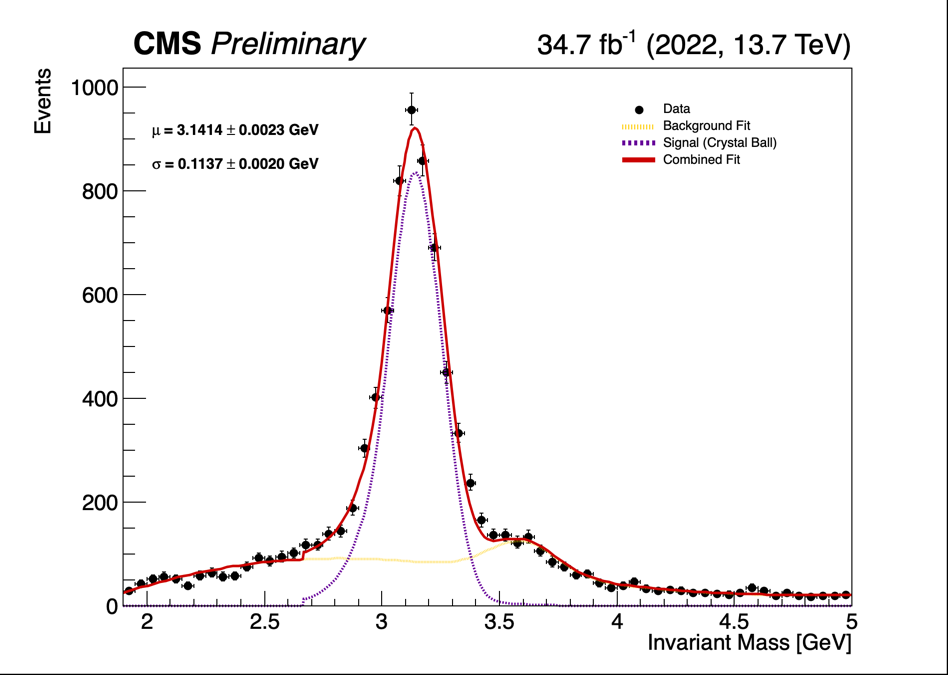 CMS Preliminary
34.7 fb⁻¹ (2022, 13.7 TeV)
Events
1000
800
600
400
200
0
μ = 3.1414 ± 0.0023 GeV
σ = 0.1137 ± 0.0020 GeV
Data
Background Fit
Signal (Crystal Ball)
Combined Fit
2 2.5 3 3.5 4 4.5 5
Invariant Mass [GeV]